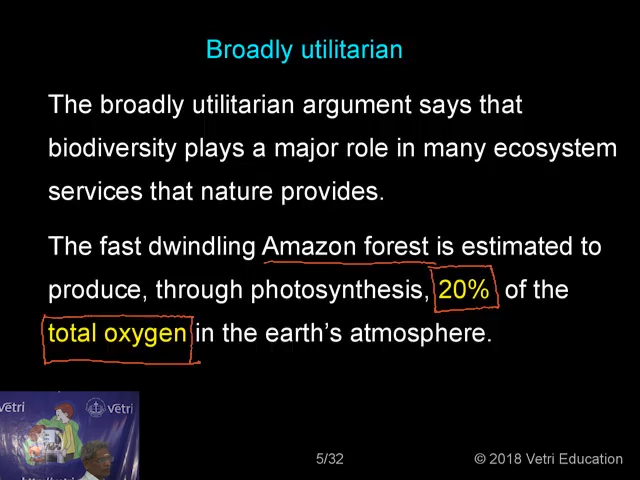 Broadly utilitarian
The broadly utilitarian argument says that
biodiversity plays a major role in many ecosystem
services that nature provides.
The fast dwindling Amazon forest is estimated to
produce, through photosynthesis, 20% of the
total oxygen in the earth's atmosphere.
Vetri
Vetri
5/32
© 2018 Vetri Education